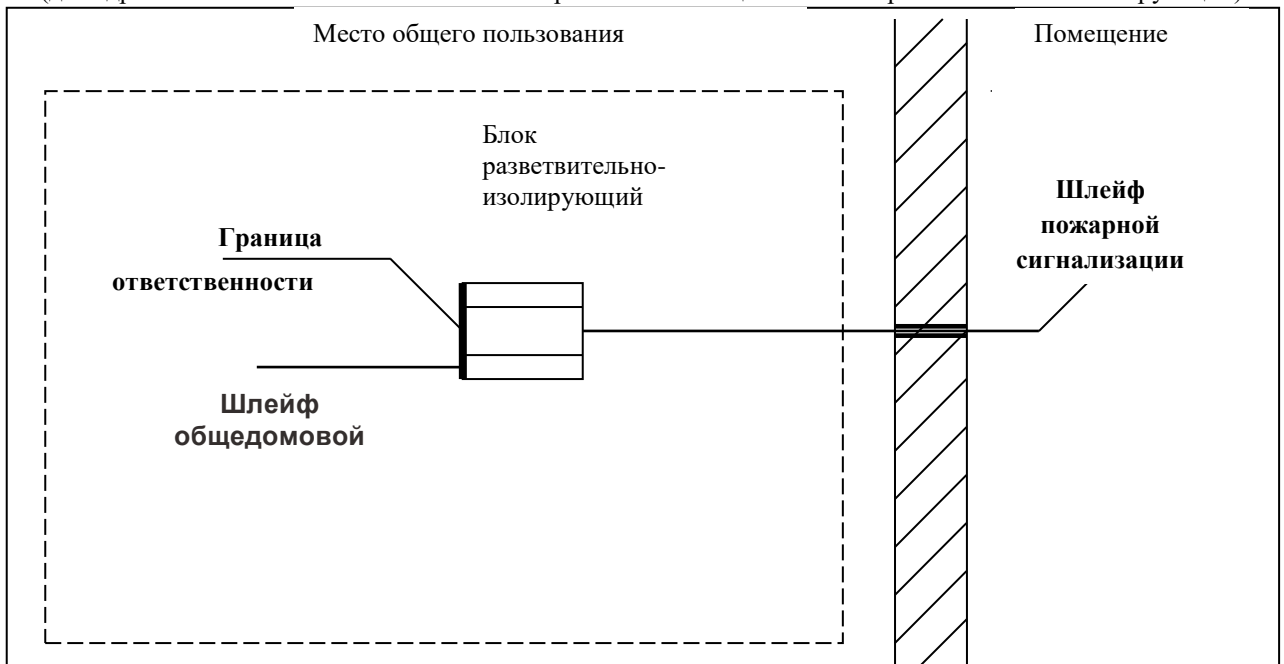 Место общего пользования
Помещение
Блок
разветвительно-
изолирующий
Шлейф
пожарной
сигнализации
Граница
ответственности
Шлейф
общедомовой